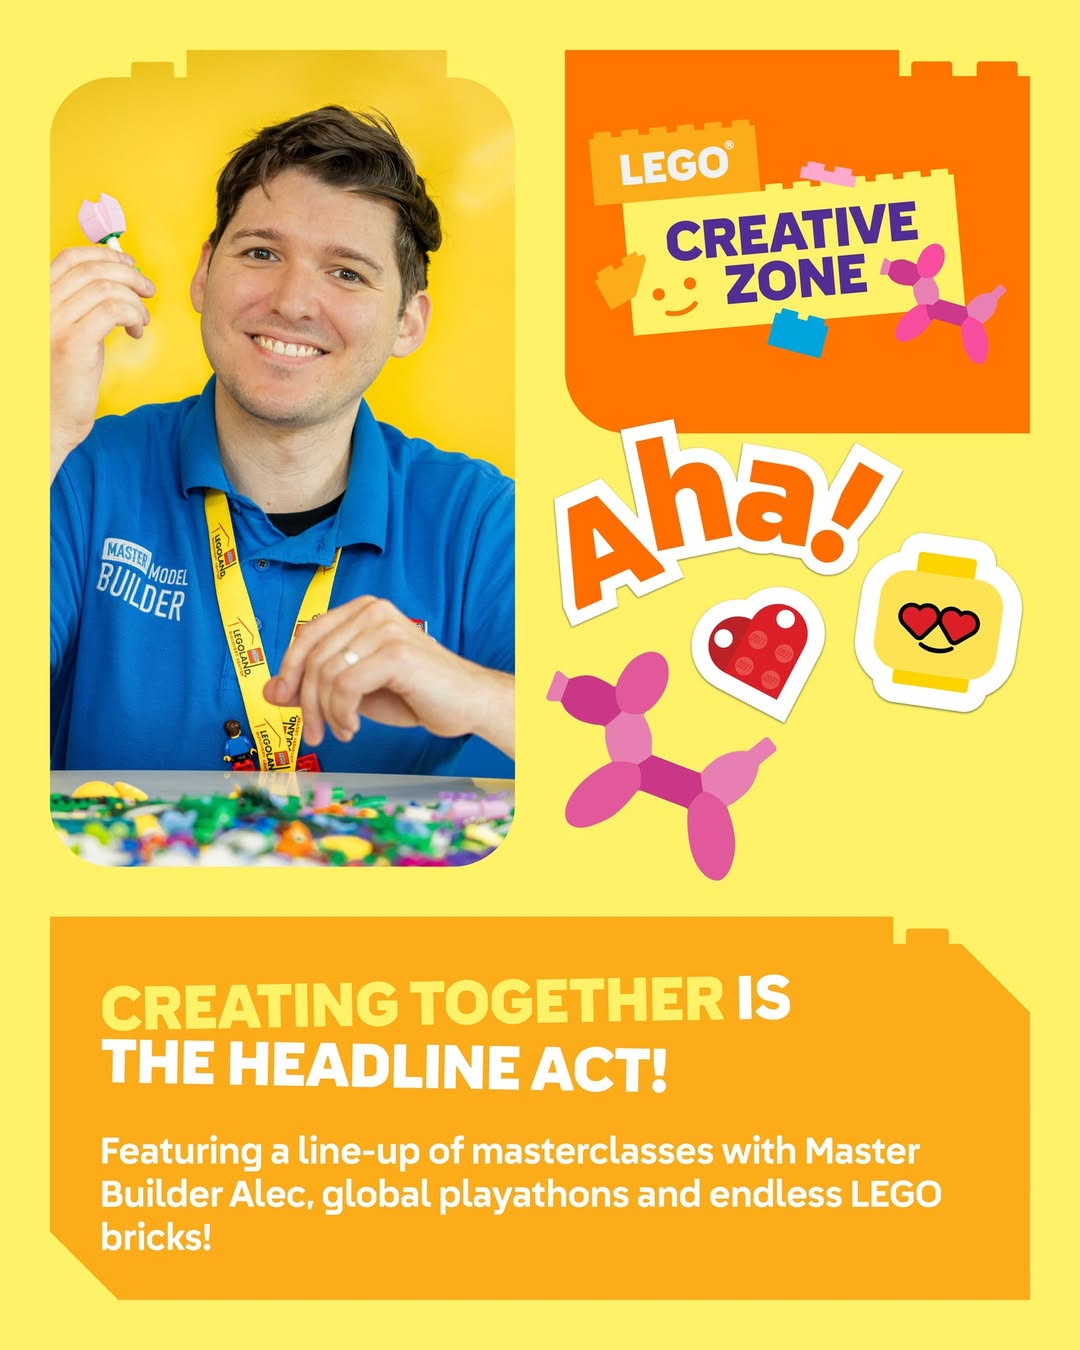 LEGO®
CREATIVE
ZONE
Aha!
MASTER
MODEL
BUILDER
LEGOLAND
LEGOLAND
LEGOLAND
CREATING TOGETHER IS
THE HEADLINE ACT!
Featuring a line-up of masterclasses with Master
Builder Alec, global playathons and endless LEGO
bricks!